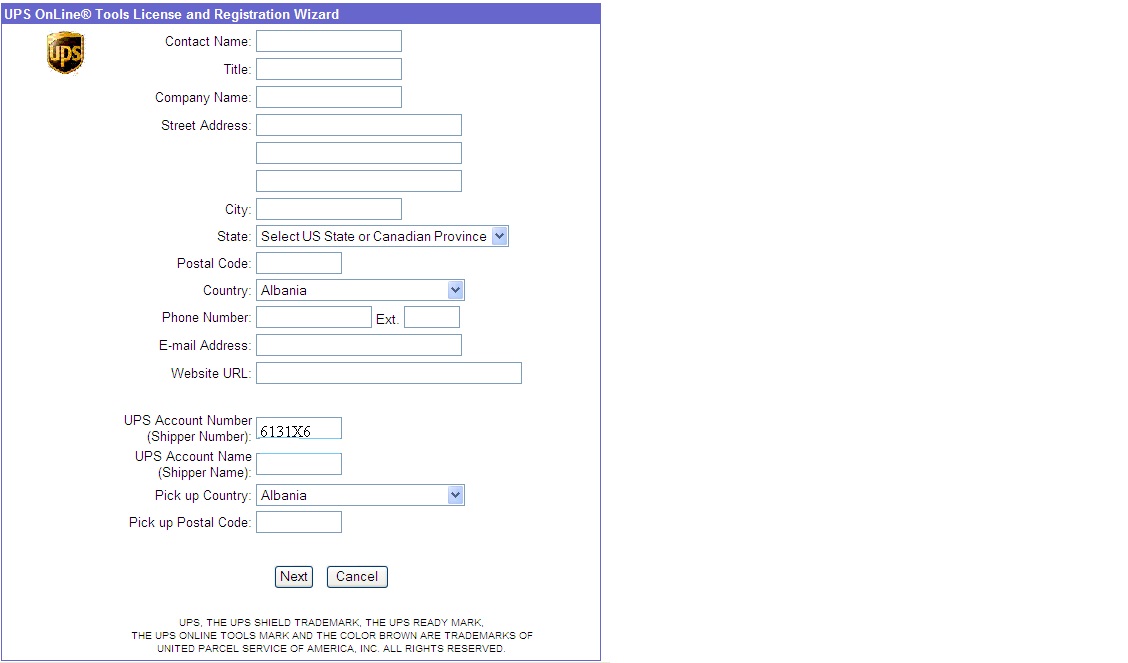 UPS OnLine® Tools License and Registration Wizard
ups
Contact Name:
Title:
Company Name:
Street Address:
City:
State: Select US State or Canadian Province
Postal Code:
Country: Albania
Phone Number: Ext.
E-mail Address:
Website URL:
UPS Account Number
(Shipper Number): 6131X6
UPS Account Name
(Shipper Name):
Pick up Country: Albania
Pick up Postal Code:
Next Cancel
UPS, THE UPS SHIELD TRADEMARK, THE UPS READY MARK,
THE UPS ONLINE TOOLS MARK AND THE COLOR BROWN ARE TRADEMARKS OF
UNITED PARCEL SERVICE OF AMERICA, INC. ALL RIGHTS RESERVED.